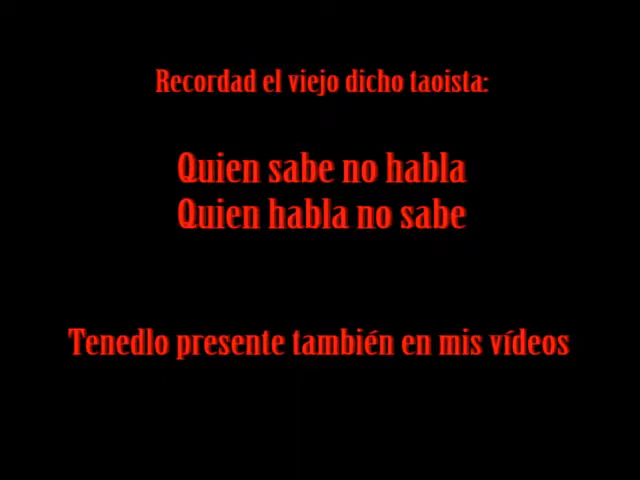 Recordad el viejo dicho taoista:
Quien sabe no habla
Quien habla no sabe
Tenedlo presente también en mis vídeos